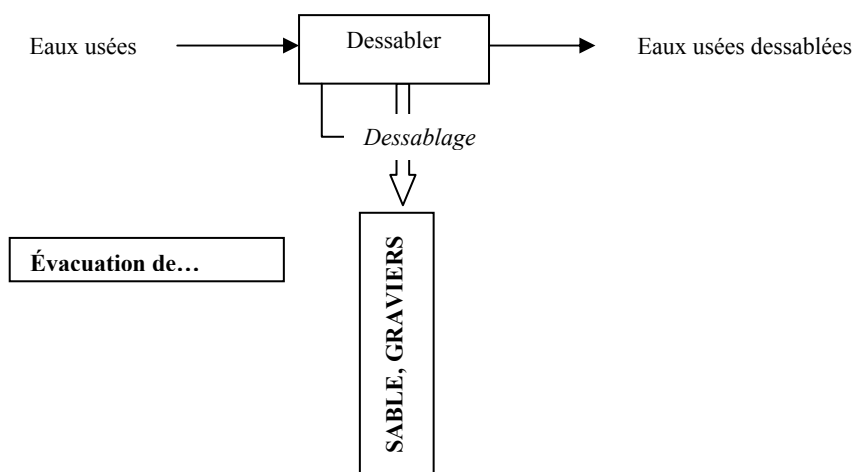 Eaux usées
Dessabler
Eaux usées dessablées
Dessablage
Évacuation de…
SABLE, GRAVIERS